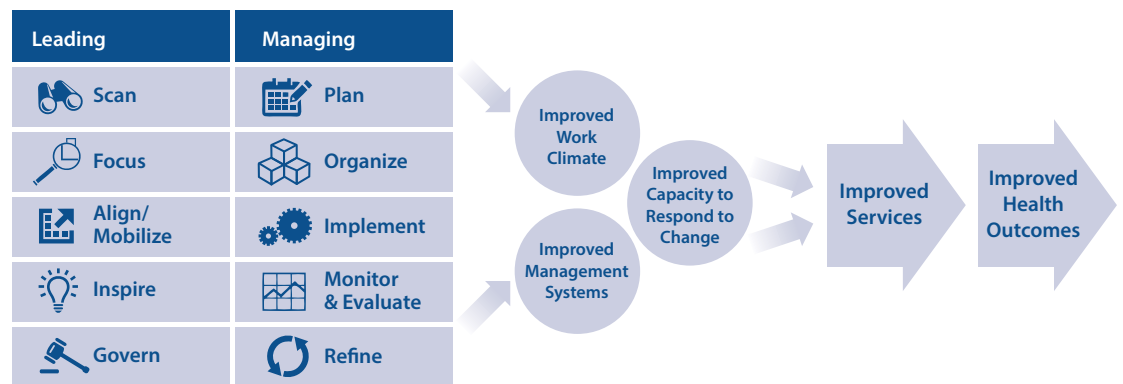 Leading
Managing
Scan
Plan
Focus
Organize
Align/
Mobilize
Implement
Inspire
Monitor
& Evaluate
Govern
Refine
Improved
Work
Climate
Improved
Management
Systems
Improved
Capacity to
Respond to
Change
Improved
Services
Improved
Health
Outcomes